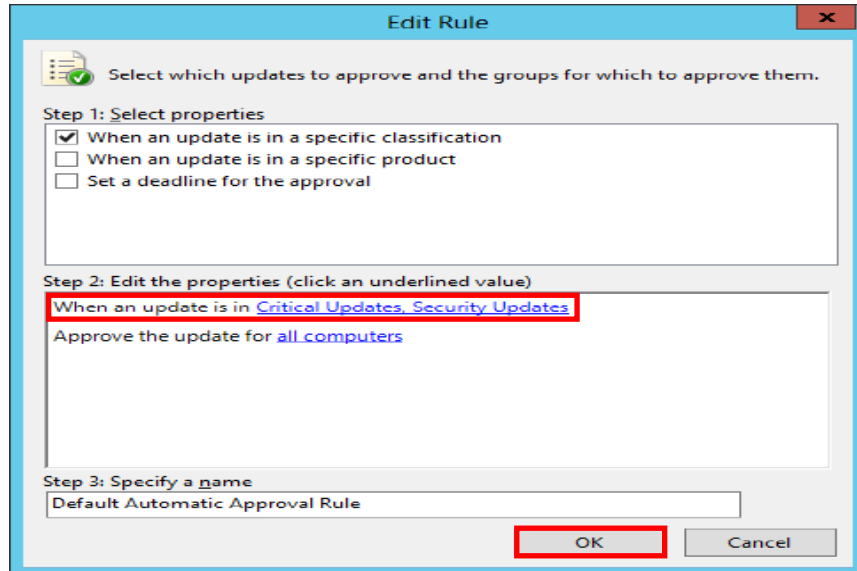 Edit Rule
Select which updates to approve and the groups for which to approve them.
Step 1: Select properties
When an update is in a specific classification
When an update is in a specific product
Set a deadline for the approval
Step 2: Edit the properties (click an underlined value)
When an update is in Critical Updates, Security Updates
Approve the update for all computers
Step 3: Specify a name
Default Automatic Approval Rule
OK Cancel